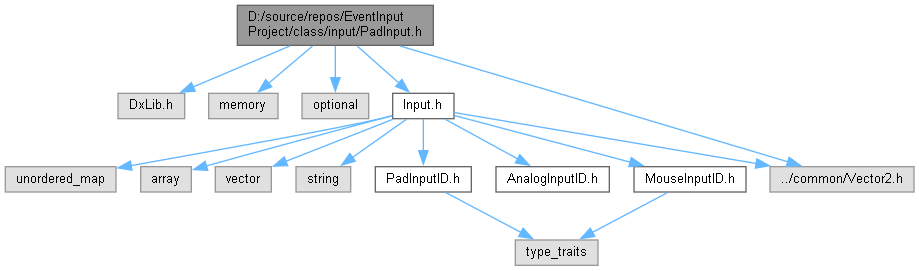 D:/source/repos/EventInput
Project/class/input/PadInput.h
DxLib.h
memory
optional
Input.h
unordered_map
array
vector
string
PadInputID.h
AnalogInputID.h
MouseInputID.h
../common/Vector2.h
type_traits